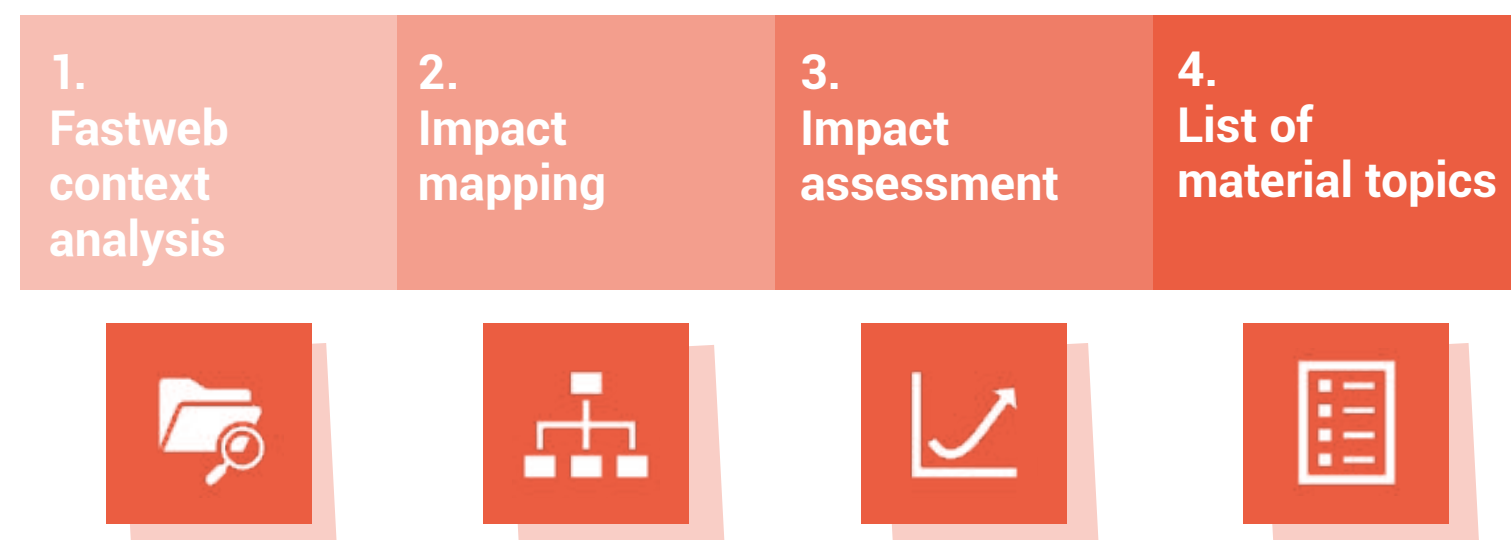 1.
Fastweb
context
analysis
2.
Impact
mapping
3.
Impact
assessment
4.
List of
material topics